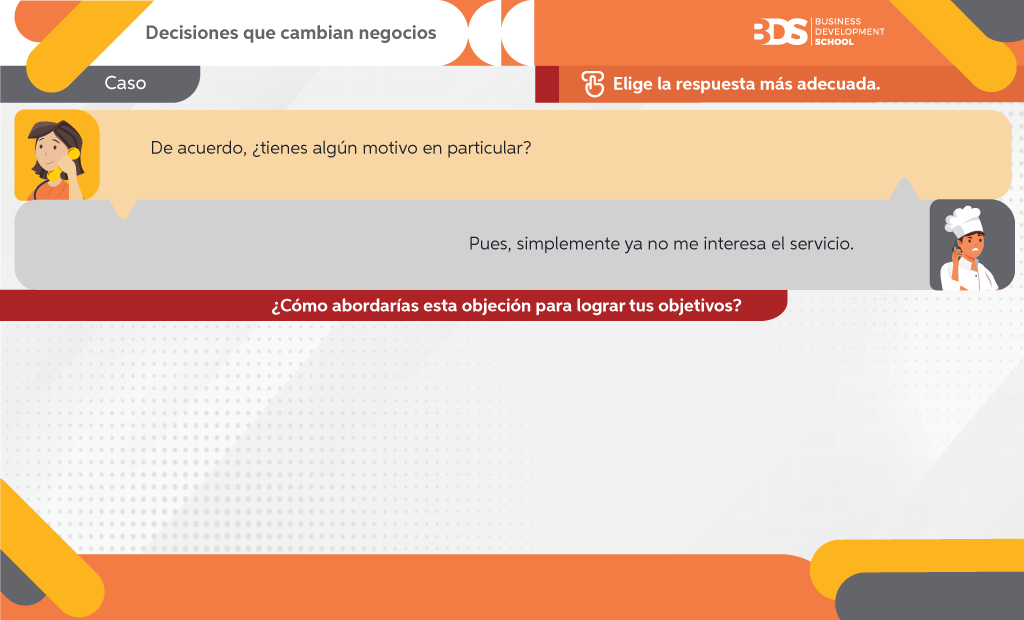 Decisiones que cambian negocios
BDS
BUSINESS
DEVELOPMENT
SCHOOL
Caso
Elige la respuesta más adecuada.
De acuerdo, ¿tienes algún motivo en particular?
Pues, simplemente ya no me interesa el servicio.
¿Cómo abordarías esta objeción para lograr tus objetivos?